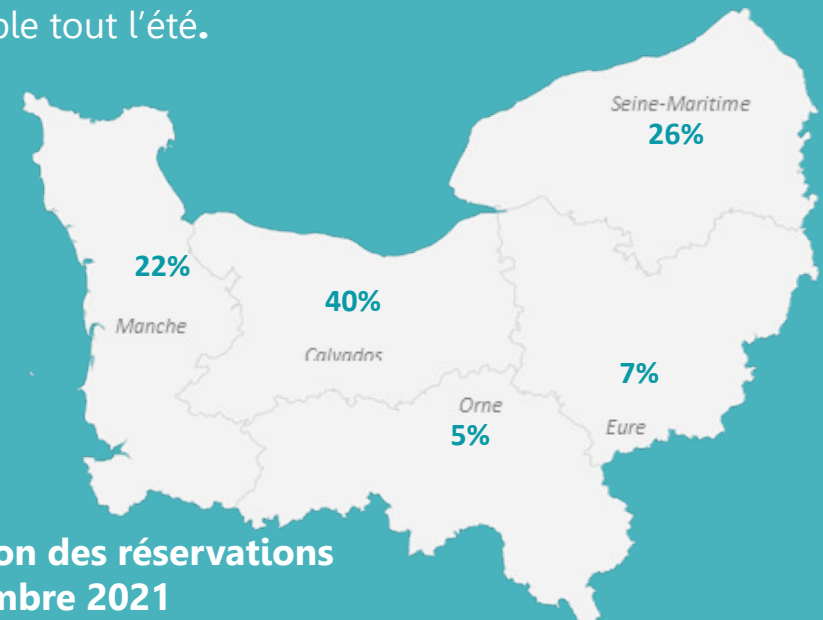 ble tout l'été.
Seine-Maritime
26%
22%
Manche
40%
Calvados
7%
Eure
Orne
5%
on des réservations
mbre 2021